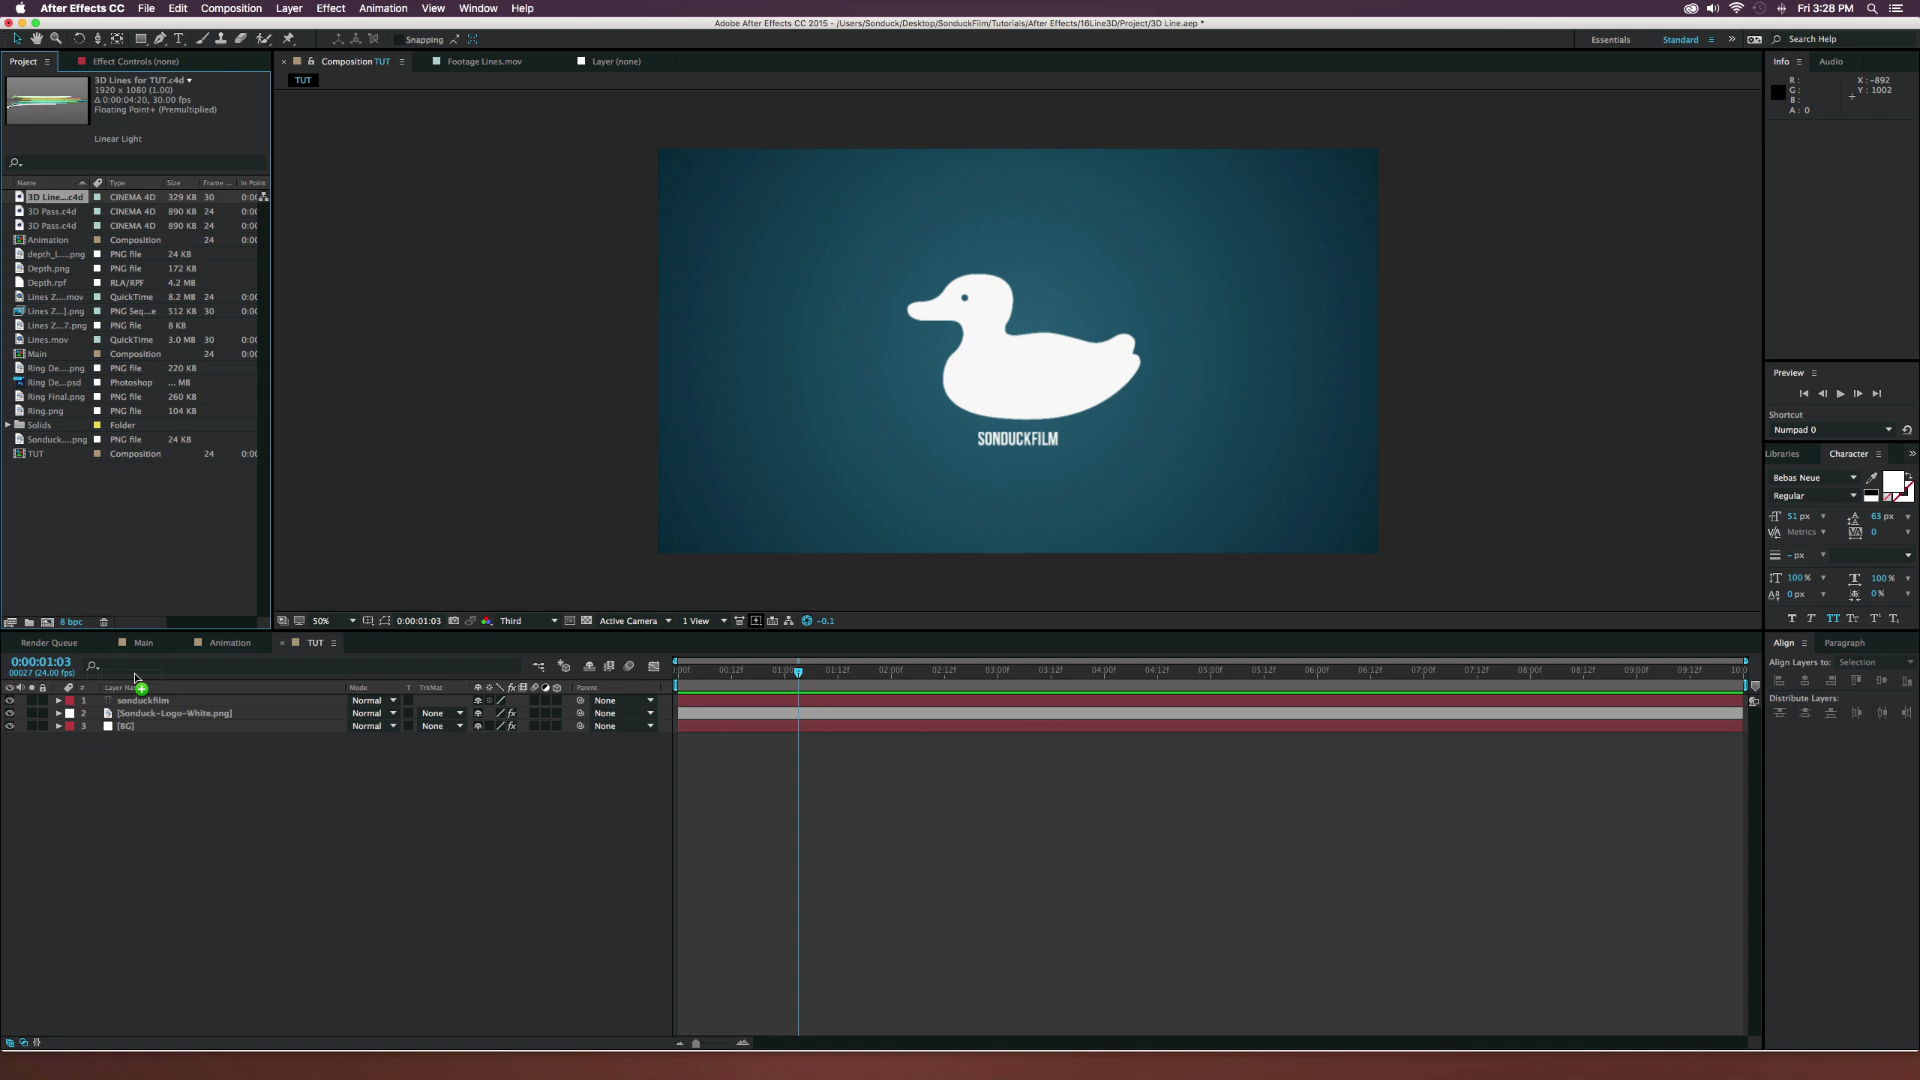 After Effects CC File Edit Composition Layer Effect Animation View Window Help Fri 3:28 PM
Adobe After Effects CC 2015 - /Users/Sonduck/Desktop/SonduckFilm/Tutorials/After Effects/16Line3D/Project/3D Line.aep *
Snapping Essentials Standard Search Help
Project Effect Controls (none) Composition TUT Footage Lines.mov Layer (none) Info Audio
3D Lines for TUT.c4d
1920 x 1080 (1.00)
Δ 0:00:04:20, 30.00 fps
Floating Point+ (Premultiplied)
Linear Light
TUT
R :
G :
B :
A : 0
X : -892
Y : 1002
Name Type Size Frame ... In Point
3D Line....c4d CINEMA 4D 329 KB 30 0:00
3D Pass.c4d CINEMA 4D 890 KB 24 0:00
3D Pass.c4d CINEMA 4D 890 KB 24 0:00
Animation Composition 24 0:00
depth_L....png PNG file 24 KB
Depth.png PNG file 172 KB
Depth.rpf RLA/RPF 4.2 MB
Lines Z....mov QuickTime 8.2 MB 24 0:00
Lines Z...].png PNG Seq...e 512 KB 30 0:00
Lines Z...7.png PNG file 8 KB
Lines.mov QuickTime 3.0 MB 30 0:00
Main Composition 24 0:00
Ring De....png PNG file 220 KB
Ring De...psd Photoshop ... MB
Ring Final.png PNG file 260 KB
Ring.png PNG file 104 KB
Solids Folder
Sonduck....png PNG file 24 KB
TUT Composition 24 0:00
8 bpc
SONDUCKFILM
50% 0:00:01:03 Third Active Camera 1 View -0.1
Preview
Shortcut
Numpad 0
Libraries Character
Bebas Neue
Regular
51 px 63 px
Metrics 0
- px
100 % 100 %
0 px 0 %
Render Queue Main Animation TUT
Align Paragraph
Align Layers to: Selection
Distribute Layers:
0:00:01:03
00027 (24.00 fps)
:00f 00:12f 01:00f 01:12f 02:00f 02:12f 03:00f 03:12f 04:00f 04:12f 05:00f 05:12f 06:00f 06:12f 07:00f 07:12f 08:00f 08:12f 09:00f 09:12f 10:0
# Mode T TrkMat Parent
1 sonduckfilm Normal None
2 [Sonduck-Logo-White.png] Normal None None
3 [BG] Normal None None